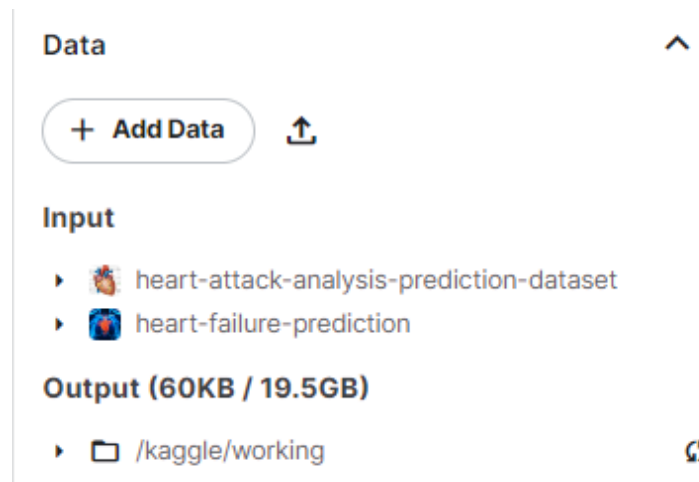 Data
+ Add Data
Input
heart-attack-analysis-prediction-dataset
heart-failure-prediction
Output (60KB / 19.5GB)
/kaggle/working